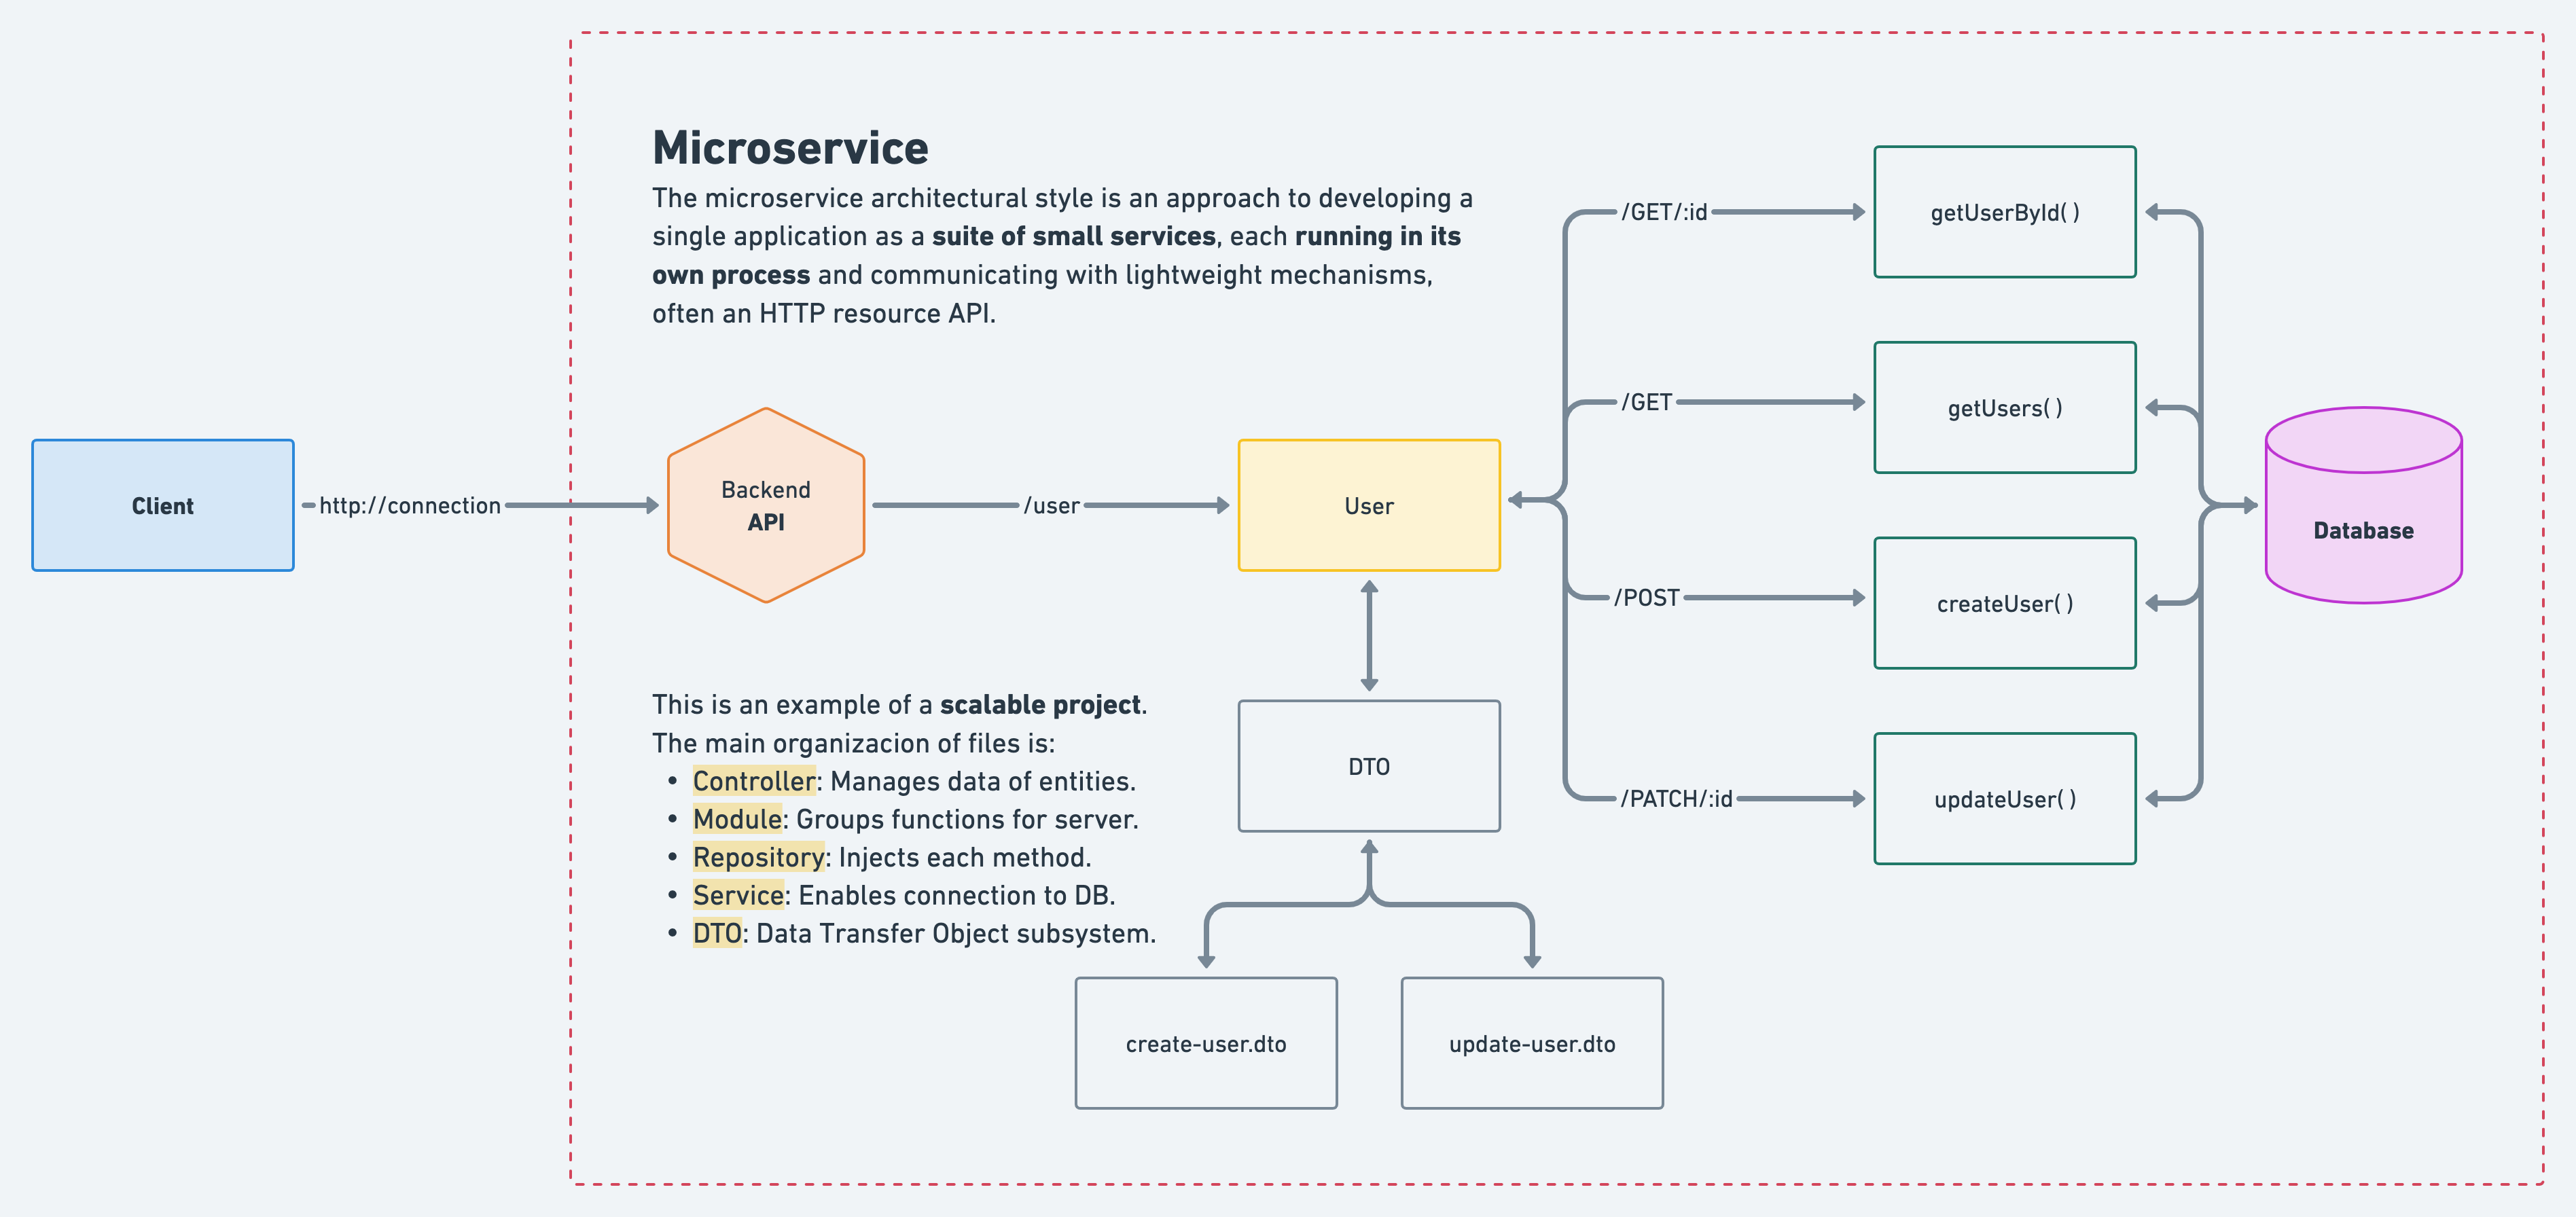 Microservice
The microservice architectural style is an approach to developing a
single application as a suite of small services, each running in its
own process and communicating with lightweight mechanisms,
often an HTTP resource API.
Client
http://connection
Backend
API
/user
User
/GET/:id
getUserById( )
/GET
getUsers( )
/POST
createUser( )
/PATCH/:id
updateUser( )
Database
This is an example of a scalable project.
The main organizacion of files is:
• Controller: Manages data of entities.
• Module: Groups functions for server.
• Repository: Injects each method.
• Service: Enables connection to DB.
• DTO: Data Transfer Object subsystem.
DTO
create-user.dto
update-user.dto